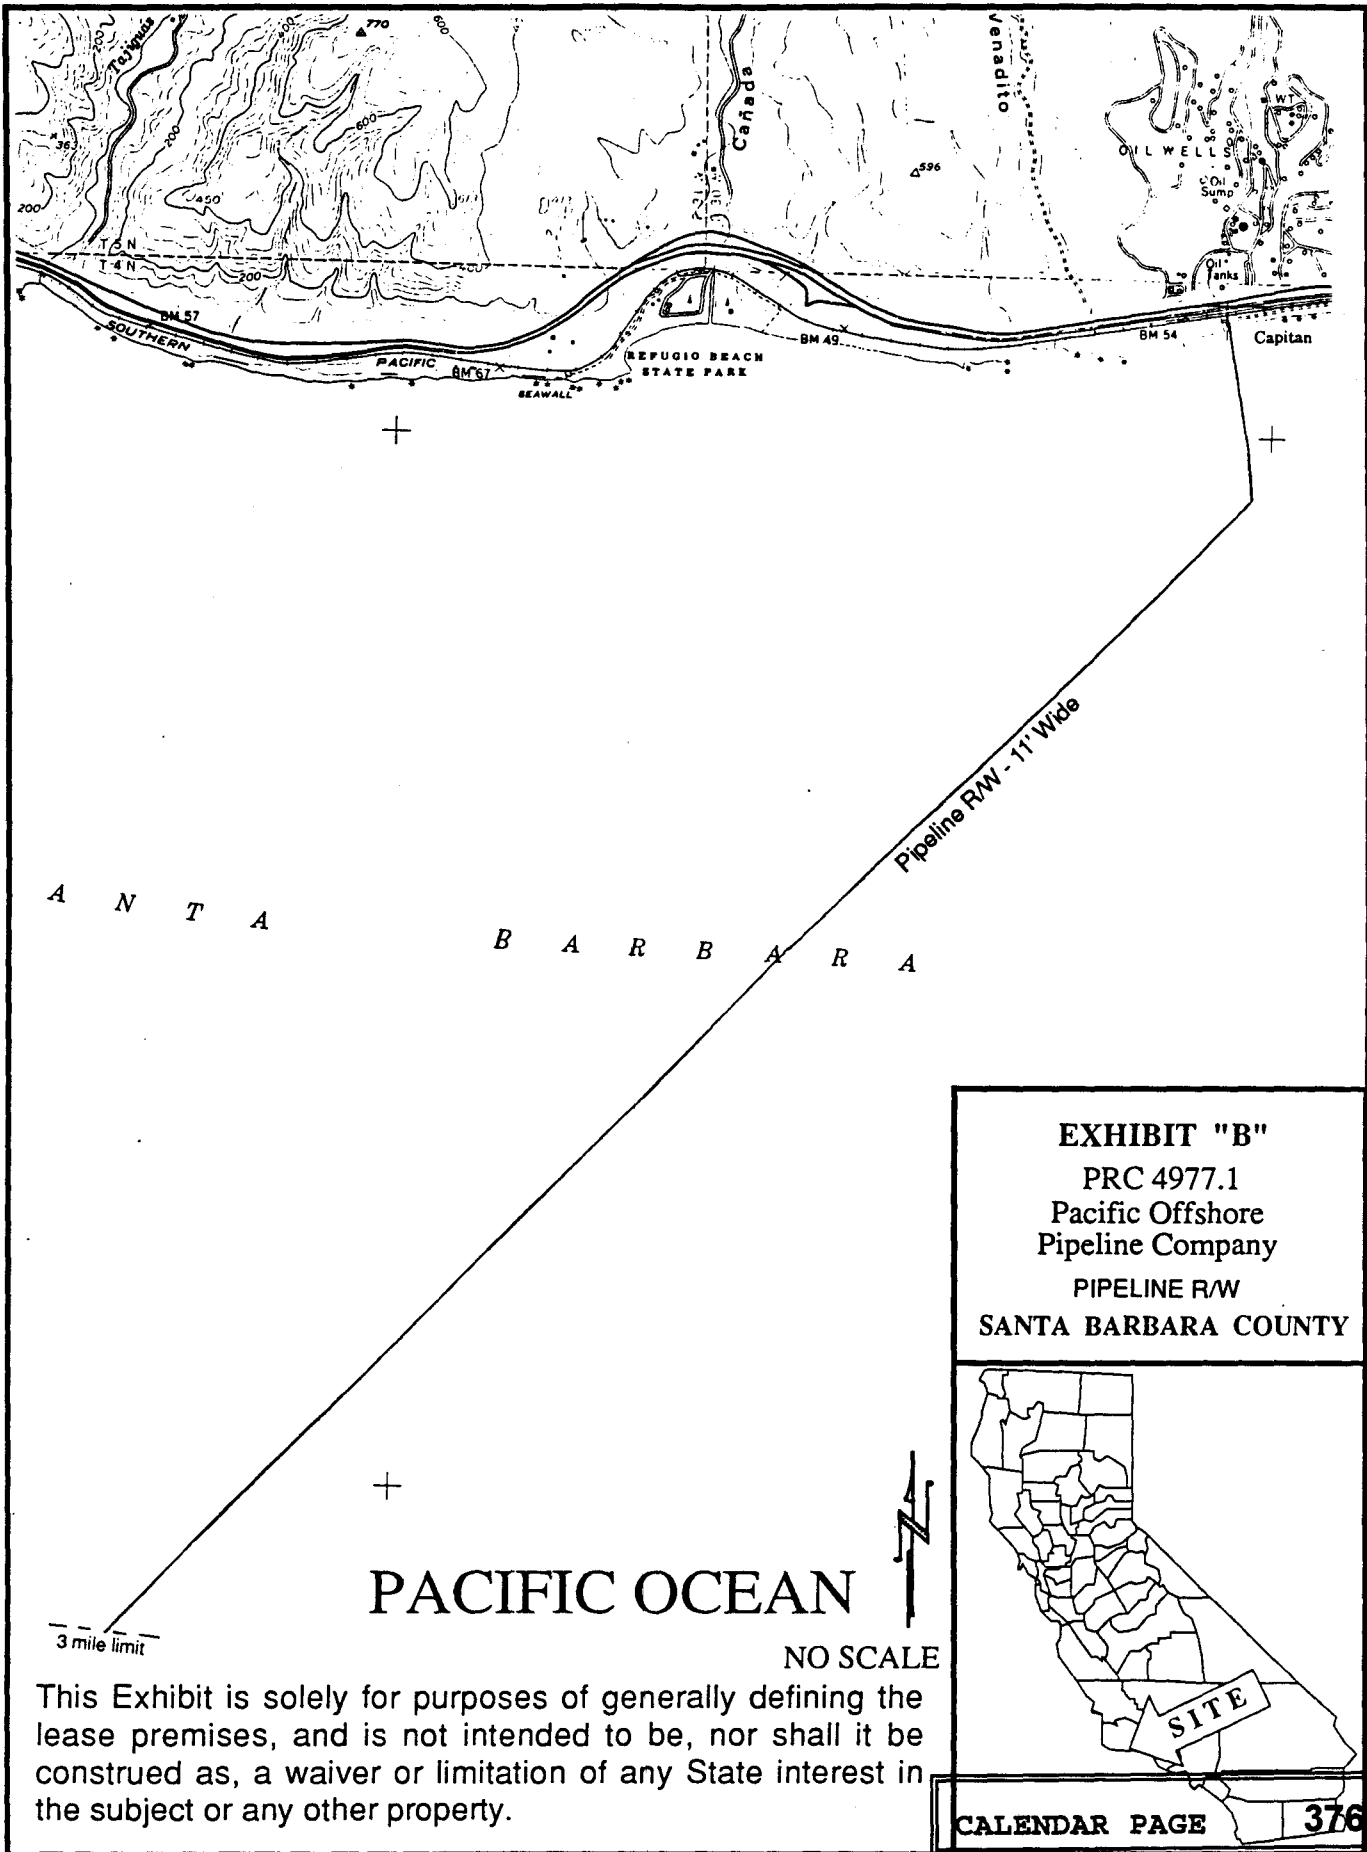 770
600
600
200
Tajiguas
Cañada
Venadito
WT
363
200
600
OIL WELLS
596
Oil
Sump
200
450
T 5 N
T 4 N
200
Oil
Tanks
BM 57
SOUTHERN
PACIFIC
BM 67
SEAWALL
REFUGIO BEACH
STATE PARK
BM 49
BM 54
Capitan
Pipeline R/W - 11' Wide
A N T A
B A R B A R A
EXHIBIT "B"
PRC 4977.1
Pacific Offshore
Pipeline Company
PIPELINE R/W
SANTA BARBARA COUNTY
PACIFIC OCEAN
3 mile limit
NO SCALE
SITE
This Exhibit is solely for purposes of generally defining the
lease premises, and is not intended to be, nor shall it be
construed as, a waiver or limitation of any State interest in
the subject or any other property.
CALENDAR PAGE 376